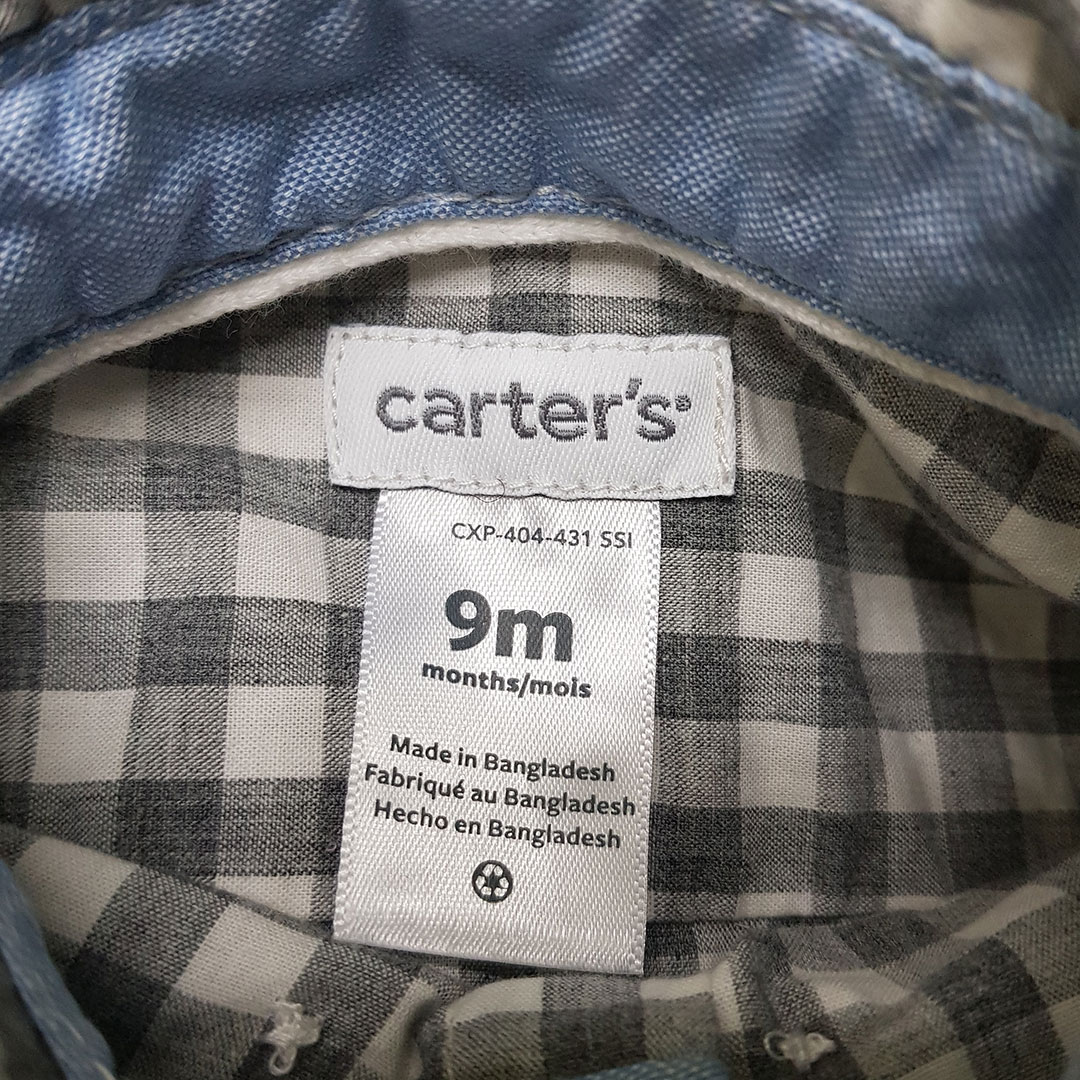 carter's®
CXP-404-431 SSI
9m
months/mois
Made in Bangladesh
Fabriqué au Bangladesh
Hecho en Bangladesh